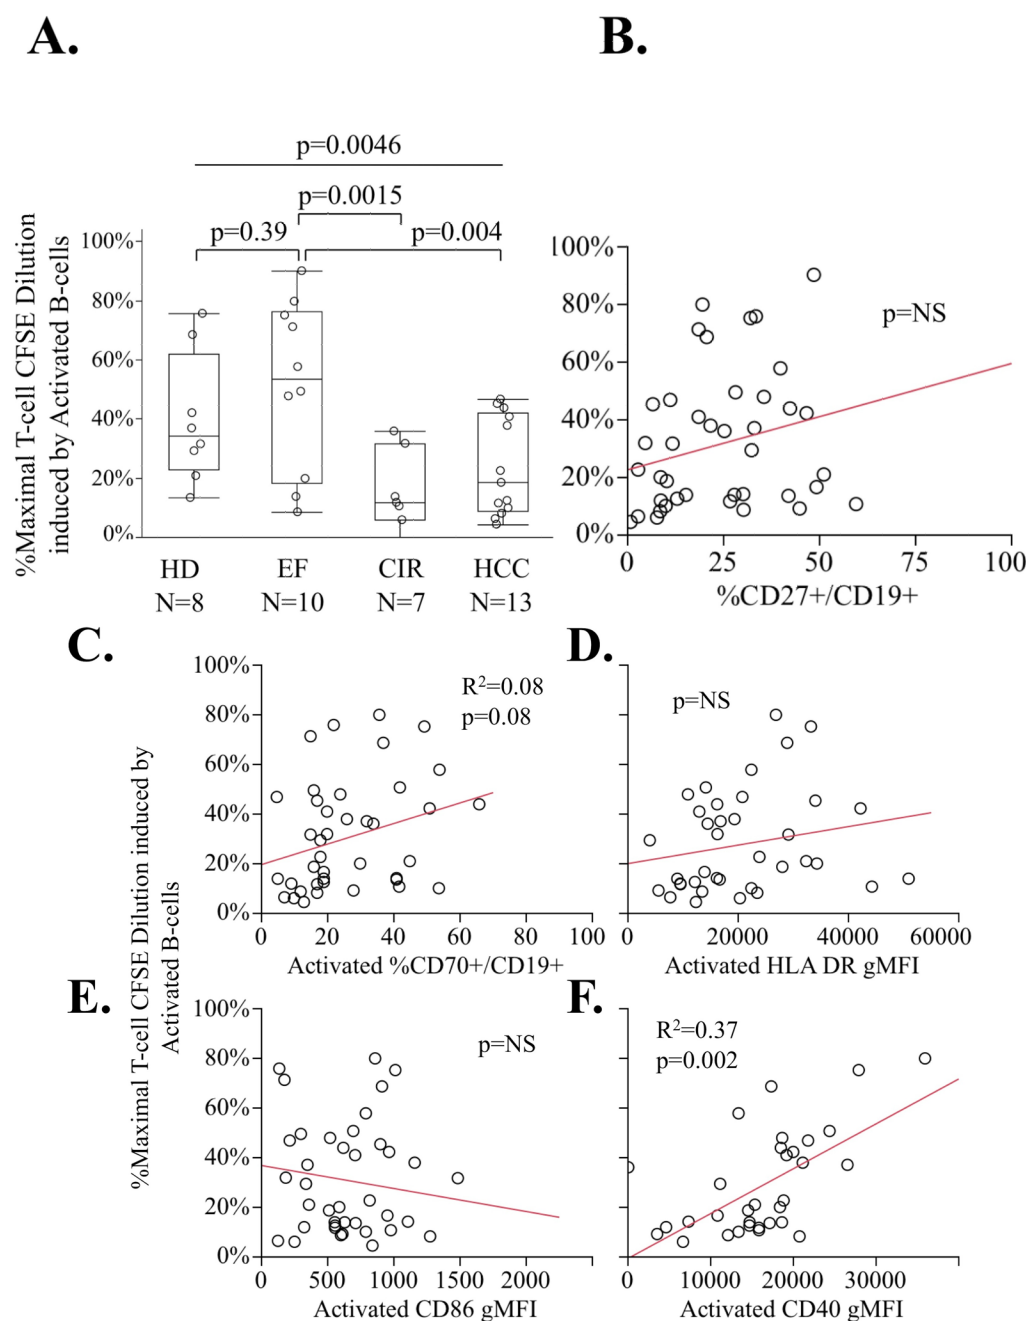 A.
p=0.0046
p=0.0015
p=0.39
p=0.004
%Maximal T-cell CFSE Dilution
induced by Activated B-cells
100%
80%
60%
40%
20%
0%
HD
EF
CIR
HCC
N=8
N=10
N=7
N=13
B.
100%
80%
60%
40%
20%
0%
p=NS
0
25
50
75
100
%CD27+/CD19+
%Maximal T-cell CFSE Dilution induced by
Activated B-cells
C.
100%
80%
60%
40%
20%
0%
R²=0.08
p=0.08
0
20
40
60
80
100
Activated %CD70+/CD19+
D.
p=NS
0
20000
40000
60000
Activated HLA DR gMFI
E.
100%
80%
60%
40%
20%
0%
p=NS
0
500
1000
1500
2000
Activated CD86 gMFI
F.
R²=0.37
p=0.002
0
10000
20000
30000
Activated CD40 gMFI